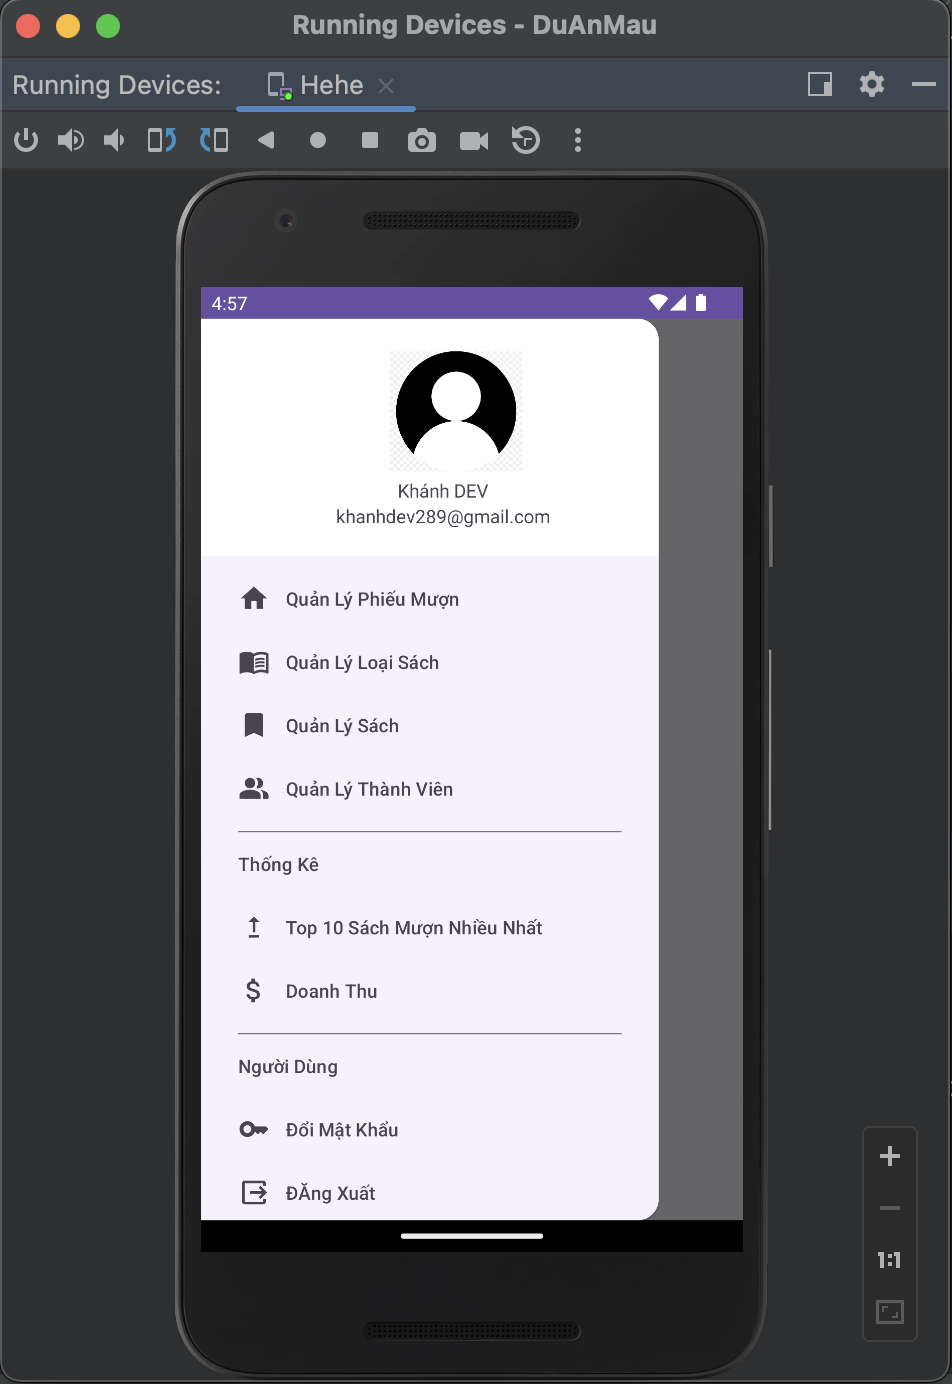 Running Devices - DuAnMau
Running Devices:
Hehe
4:57
Khánh DEV
khanhdev289@gmail.com
Quản Lý Phiếu Mượn
Quản Lý Loại Sách
Quản Lý Sách
Quản Lý Thành Viên
Thống Kê
Top 10 Sách Mượn Nhiều Nhất
Doanh Thu
Người Dùng
Đổi Mật Khẩu
ĐĂng Xuất
1:1